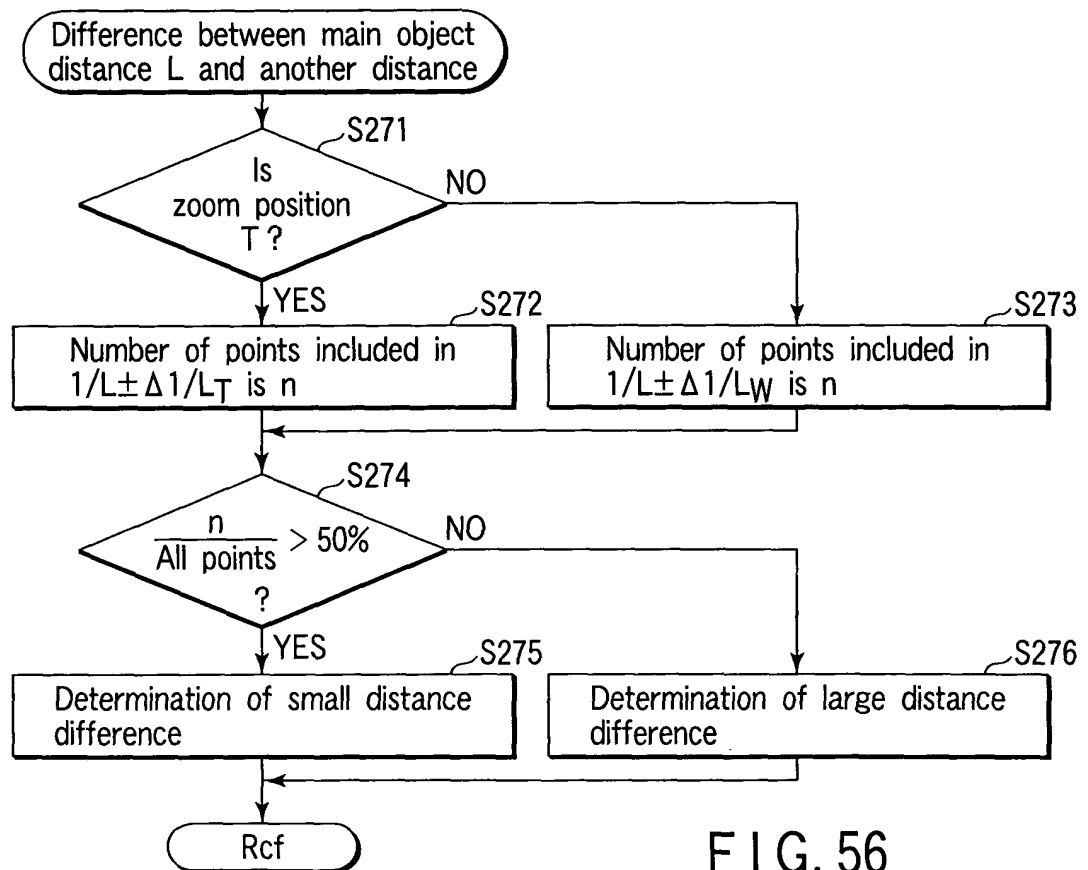 Difference between main object
distance L and another distance
S271
Is
zoom position
T?
NO
YES
S272
S273
Number of points included in
1/L±Δ1/LT is n
Number of points included in
1/L±Δ1/LW is n
S274
n
All points > 50%
?
NO
YES
S275
S276
Determination of small distance
difference
Determination of large distance
difference
Rcf
FIG. 56